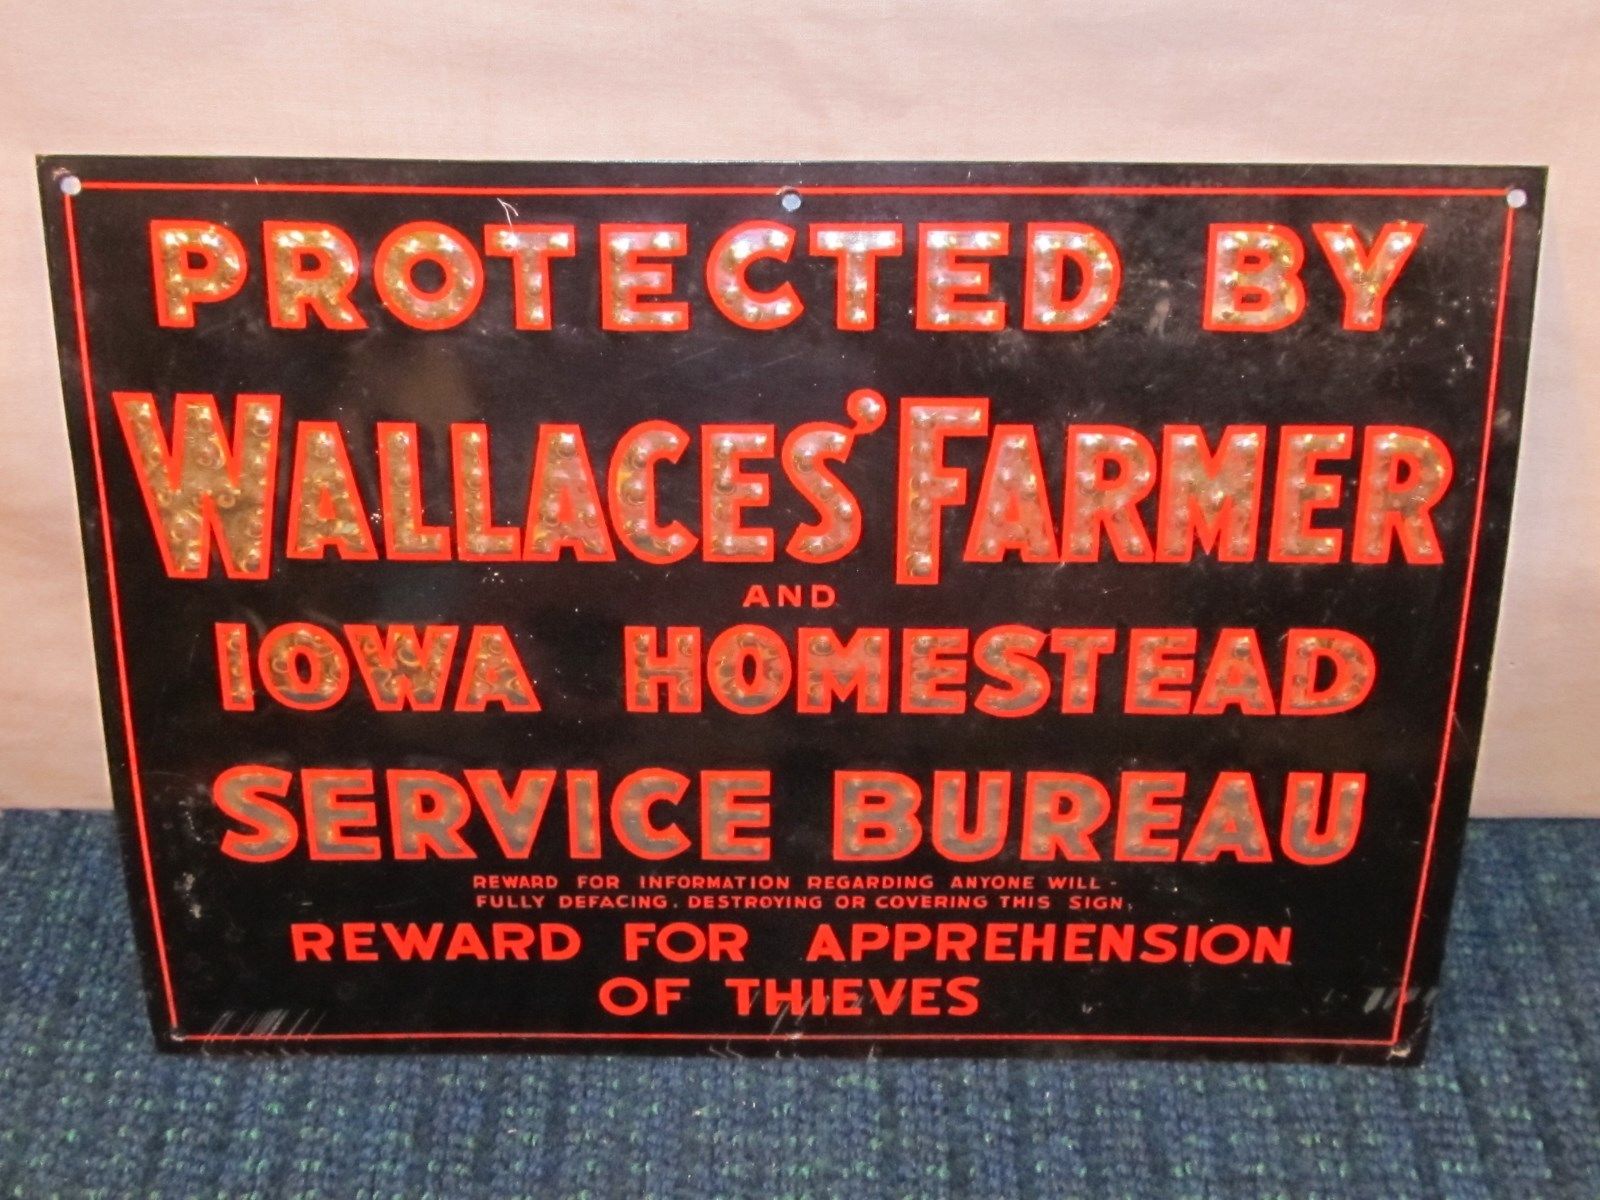 PROTECTED BY
WALLACES' FARMER
AND
IOWA HOMESTEAD
SERVICE BUREAU
REWARD FOR INFORMATION REGARDING ANYONE WILL-
FULLY DEFACING, DESTROYING OR COVERING THIS SIGN.
REWARD FOR APPREHENSION
OF THIEVES